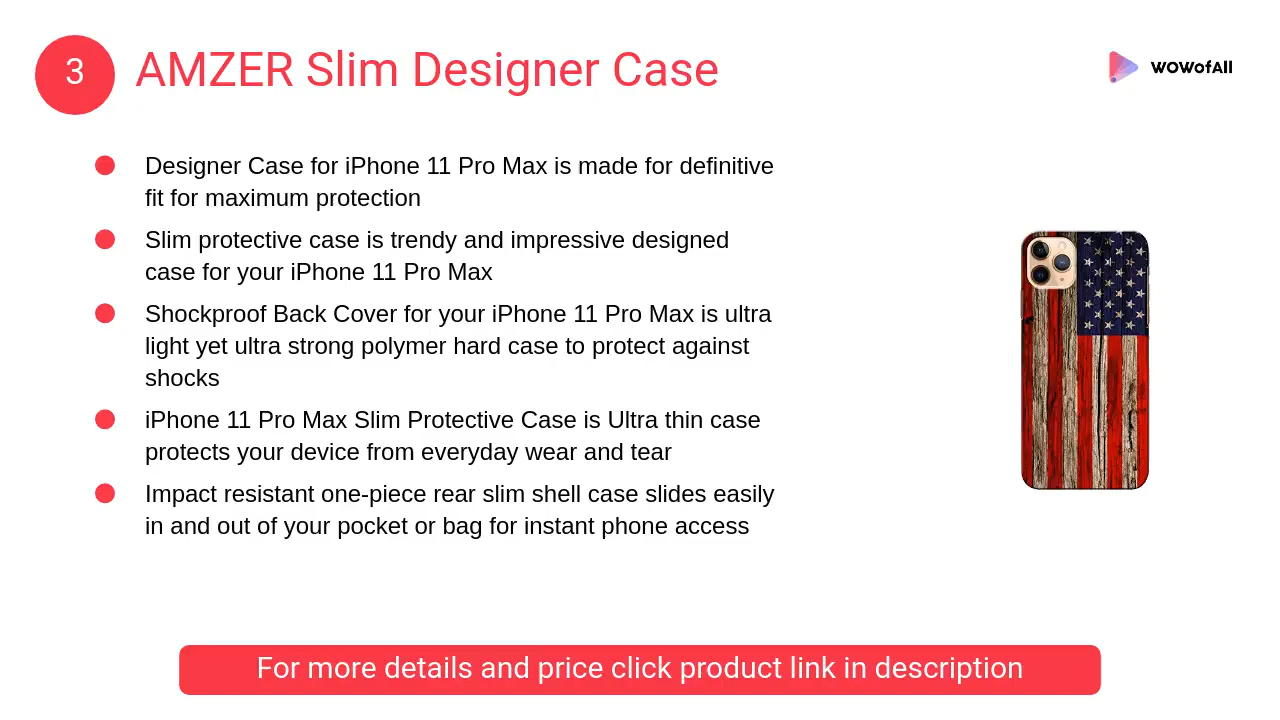 3
AMZER Slim Designer Case
WOWofAll
Designer Case for iPhone 11 Pro Max is made for definitive
fit for maximum protection
Slim protective case is trendy and impressive designed
case for your iPhone 11 Pro Max
Shockproof Back Cover for your iPhone 11 Pro Max is ultra
light yet ultra strong polymer hard case to protect against
shocks
iPhone 11 Pro Max Slim Protective Case is Ultra thin case
protects your device from everyday wear and tear
Impact resistant one-piece rear slim shell case slides easily
in and out of your pocket or bag for instant phone access
For more details and price click product link in description